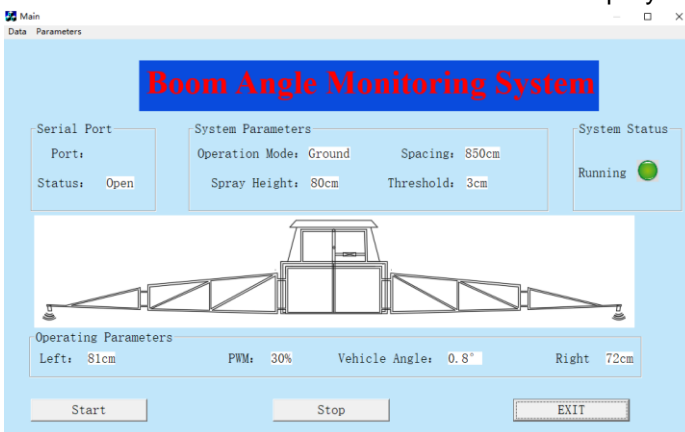 Main
Data Parameters
Boom Angle Monitoring System
Serial Port
Port:
Status: Open
System Parameters
Operation Mode: Ground Spacing: 850cm
Spray Height: 80cm Threshold: 3cm
System Status
Running
Operating Parameters
Left: 81cm PWM: 30% Vehicle Angle: 0.8° Right 72cm
Start Stop EXIT